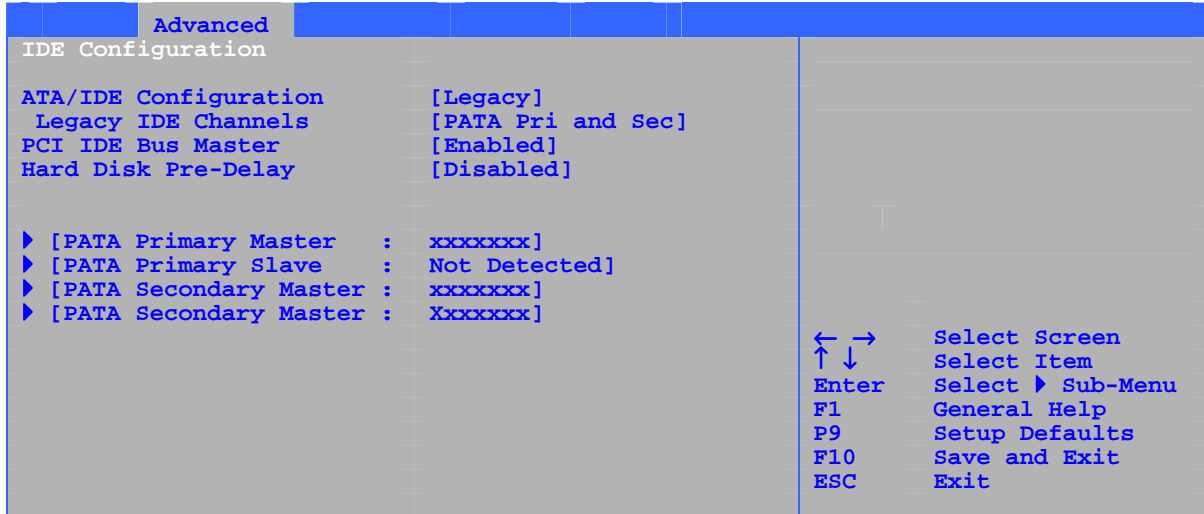 Advanced
IDE Configuration
ATA/IDE Configuration [Legacy]
Legacy IDE Channels [PATA Pri and Sec]
PCI IDE Bus Master [Enabled]
Hard Disk Pre-Delay [Disabled]
[PATA Primary Master : xxxxxxx]
[PATA Primary Slave : Not Detected]
[PATA Secondary Master : xxxxxxx]
[PATA Secondary Master : Xxxxxxx]
← → Select Screen
↑ ↓ Select Item
Enter Select ▶ Sub-Menu
F1 General Help
P9 Setup Defaults
F10 Save and Exit
ESC Exit